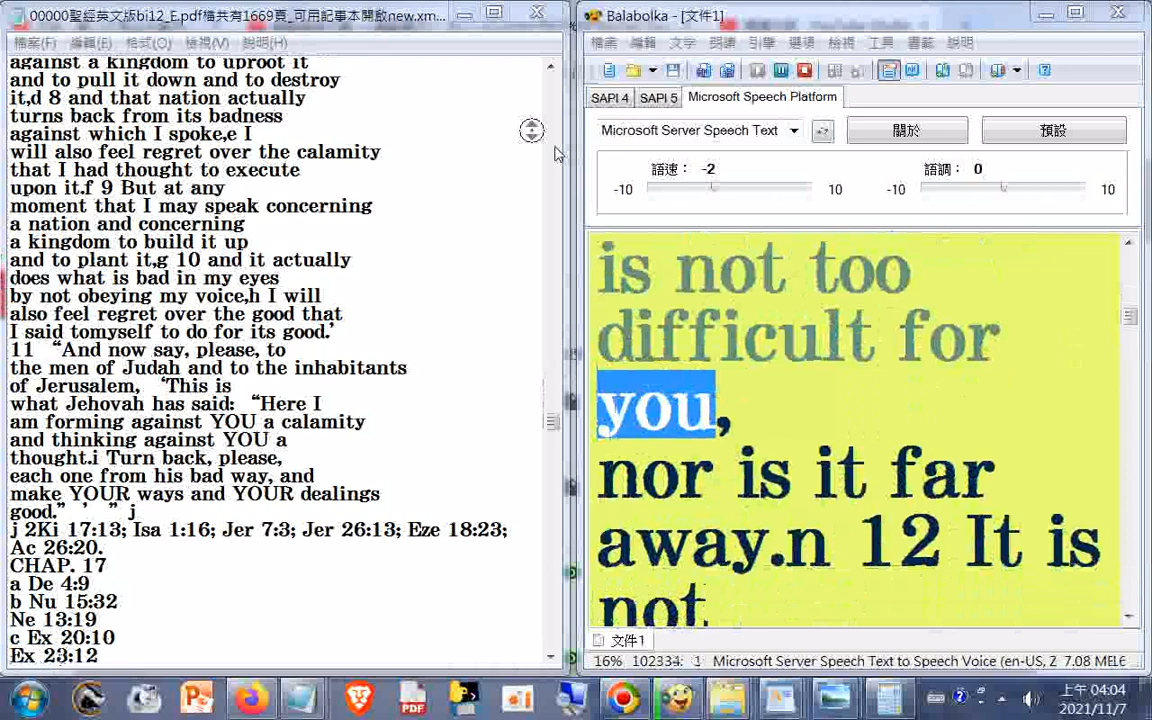 00000聖經英文版bi12_E.pdf檔共有1669頁_可用記事本開啟new.xm...
檔案(F) 編輯(E) 格式(O) 檢視(V) 說明(H)
against a kingdom to uproot it
and to pull it down and to destroy
it,d 8 and that nation actually
turns back from its badness
against which I spoke,e I
will also feel regret over the calamity
that I had thought to execute
upon it.f 9 But at any
moment that I may speak concerning
a nation and concerning
a kingdom to build it up
and to plant it,g 10 and it actually
does what is bad in my eyes
by not obeying my voice,h I will
also feel regret over the good that
I said tomyself to do for its good.’
11 “And now say, please, to
the men of Judah and to the inhabitants
of Jerusalem, ‘This is
what Jehovah has said: “Here I
am forming against YOU a calamity
and thinking against YOU a
thought.i Turn back, please,
each one from his bad way, and
make YOUR ways and YOUR dealings
good.” ’ ”j
j 2Ki 17:13; Isa 1:16; Jer 7:3; Jer 26:13; Eze 18:23;
Ac 26:20.
CHAP. 17
a De 4:9
b Nu 15:32
Ne 13:19
c Ex 20:10
Ex 23:12
Balabolka - [文件1]
檔案 編輯 文字 朗讀 引擎 選項 檢視 工具 書籤 說明
SAPI 4 SAPI 5 Microsoft Speech Platform
Microsoft Server Speech Text 關於 預設
語速： -2 語調： 0
-10 10 -10 10
is not too
difficult for
you,
nor is it far
away.n 12 It is
not
文件1
16% 102334: 1 Microsoft Server Speech Text to Speech Voice (en-US, Z 7.08 MБ
上午 04:04
2021/11/7